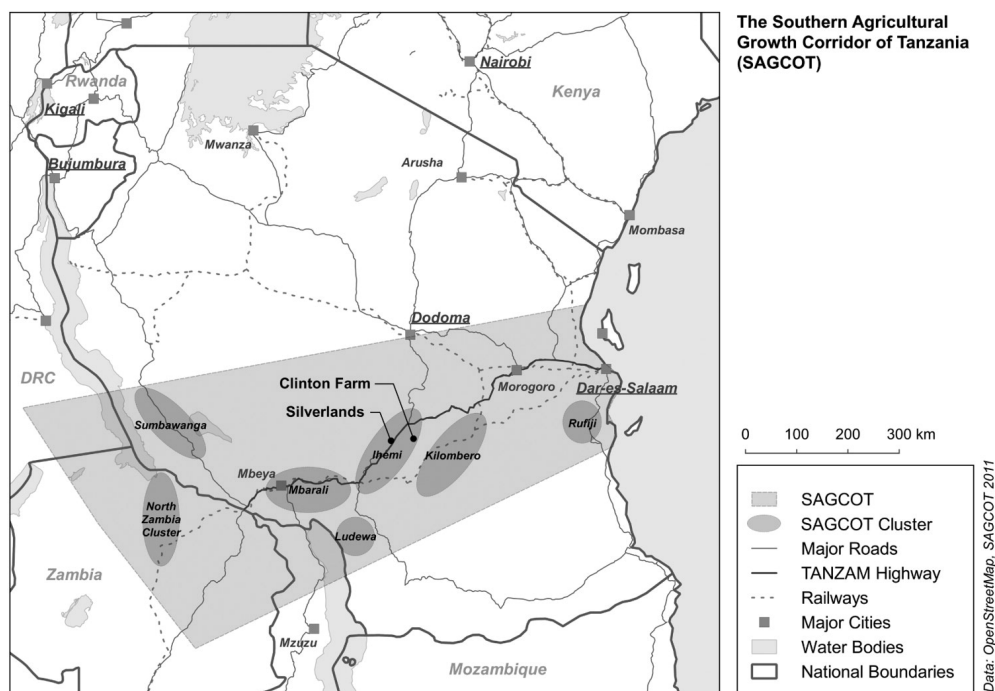 The Southern Agricultural
Growth Corridor of Tanzania
(SAGCOT)
Rwanda
Nairobi
Kenya
Kigali
Mwanza
Bujumbura
Arusha
Mombasa
Dodoma
DRC
Clinton Farm
Silverlands
Morogoro
Dar-es-Salaam
Sumbawanga
Rufiji
Ihemi
Kilombero
Mbeya
Mbarali
North
Zambia
Cluster
Ludewa
Zambia
Mzuzu
Mozambique
0 100 200 300 km
SAGCOT
SAGCOT Cluster
Major Roads
TANZAM Highway
Railways
Major Cities
Water Bodies
National Boundaries
Data: OpenStreetMap, SAGCOT 2011